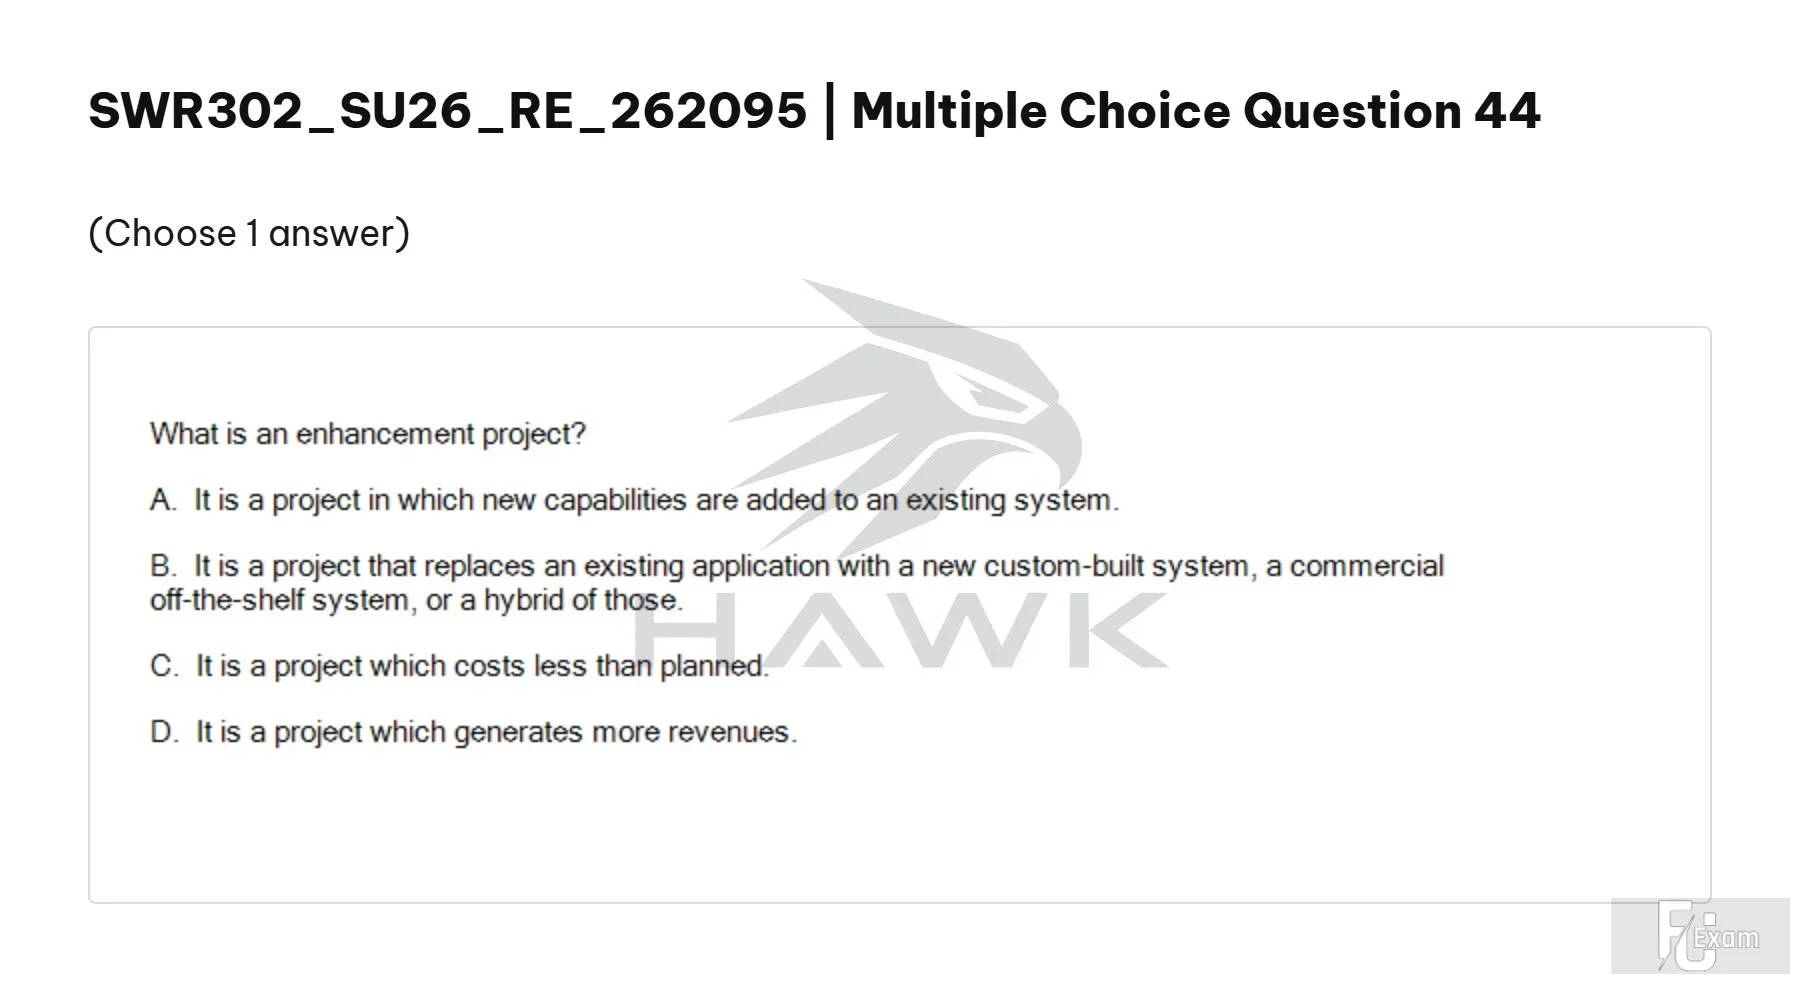 SWR302_SU26_RE_262095 | Multiple Choice Question 44
(Choose 1 answer)
What is an enhancement project?
A. It is a project in which new capabilities are added to an existing system.
B. It is a project that replaces an existing application with a new custom-built system, a commercial
off-the-shelf system, or a hybrid of those.
HAWK
C. It is a project which costs less than planned.
D. It is a project which generates more revenues.
FU Exam